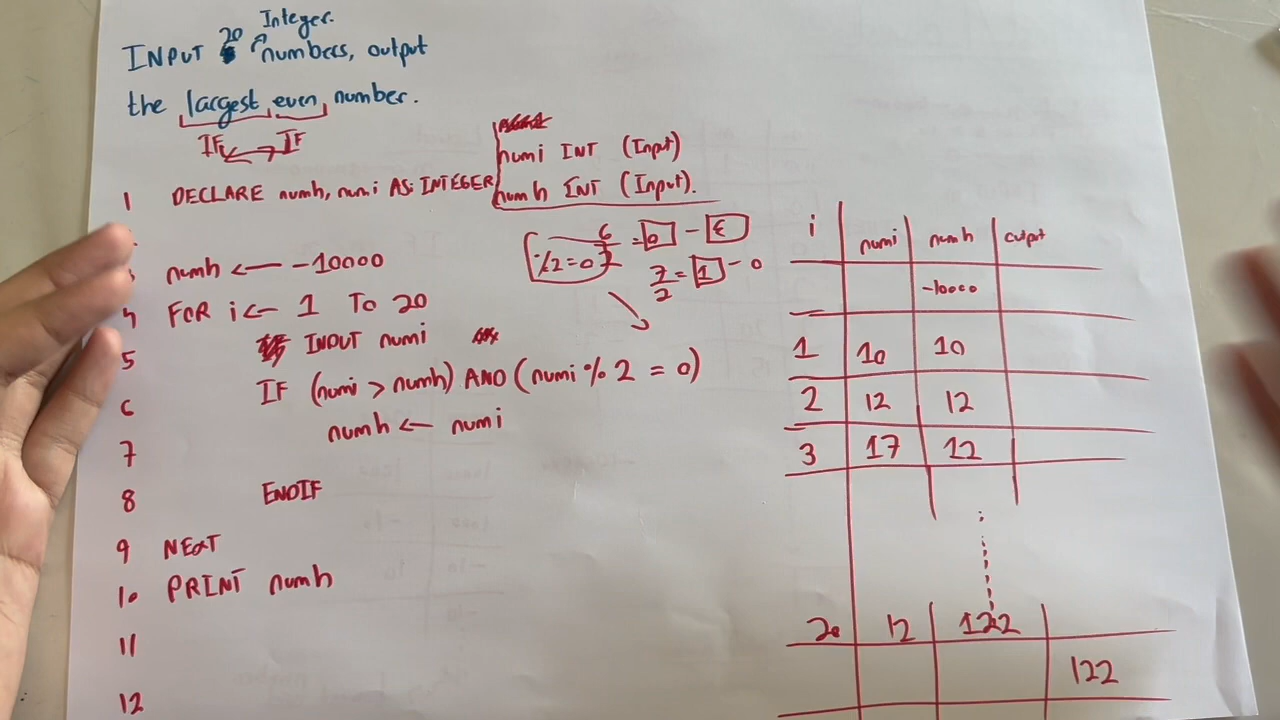 Integer.
INPUT 20 numbers, output
the largest even number.
IF IF
numi INT (Input)
numh INT (Input).
1 DECLARE numh, numi AS: INTEGER
3 numh ← -10000
4 FOR i ← 1 To 20
5 INOUT numi
6 IF (numi > numh) AND (numi % 2 = 0)
7 numh ← numi
8 ENDIF
9 NEXT
10 PRINT numh
11
12
% 2 = 0
= 0 -
7/2 = 1 - 0
i numi numh output
-10000
1 10 10
2 12 12
3 17 12
20 12 122
122